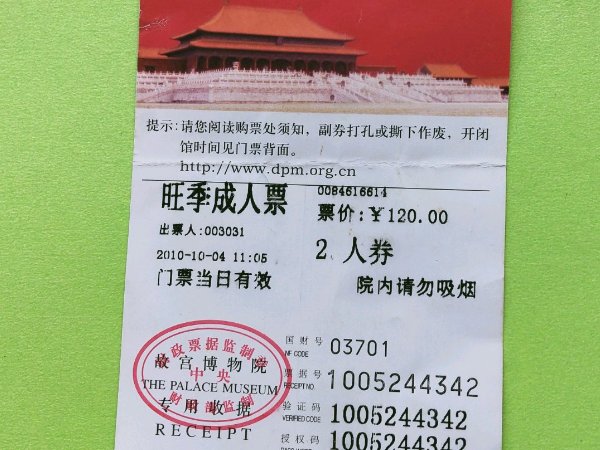 提示:请您阅读购票处须知，副券打孔或撕下作废，开闭
馆时间见门票背面。
http://www.dpm.org.cn
旺季成人票
0084616614
票价:￥120.00
出票人:003031
2 人券
2010-10-04 11:05
门票当日有效
院内请勿吸烟
财政票据监制章
中央
财政部监制
故宫博物院
THE PALACE MUSEUM
专用收据
RECEIPT
国财号 03701
NF CODE
票据号 1005244342
RECEIPT NO.
验证码 1005244342
VERIFIED CODE
授权码 1005244342